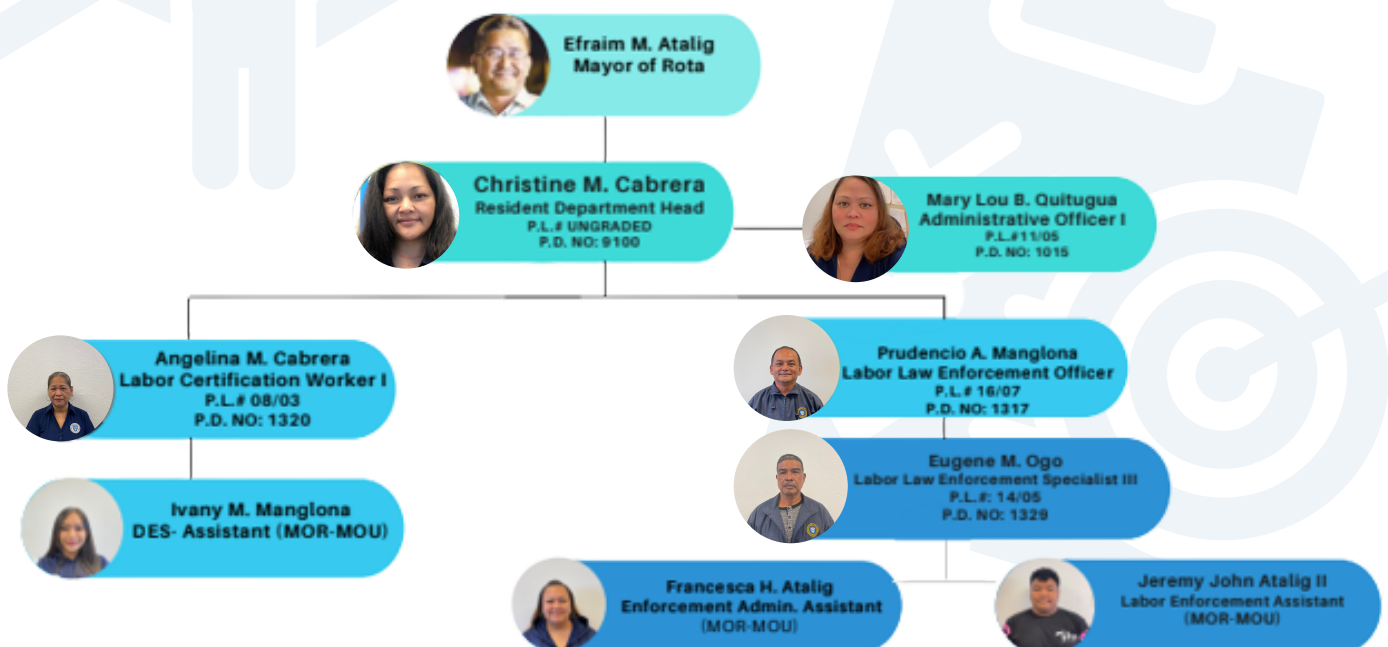 Efraim M. Atalig
Mayor of Rota
Christine M. Cabrera
Resident Department Head
P.L.# UNGRADED
P.D. NO: 9100
Mary Lou B. Quitugua
Administrative Officer I
P.L.#11/05
P.D. NO: 1015
Angelina M. Cabrera
Labor Certification Worker I
P.L.# 08/03
P.D. NO: 1320
Prudencio A. Manglona
Labor Law Enforcement Officer
P.L.# 16/07
P.D. NO: 1317
Eugene M. Ogo
Labor Law Enforcement Specialist III
P.L.#: 14/05
P.D. NO: 1329
Ivany M. Manglona
DES- Assistant (MOR-MOU)
Francesca H. Atalig
Enforcement Admin. Assistant
(MOR-MOU)
Jeremy John Atalig II
Labor Enforcement Assistant
(MOR-MOU)